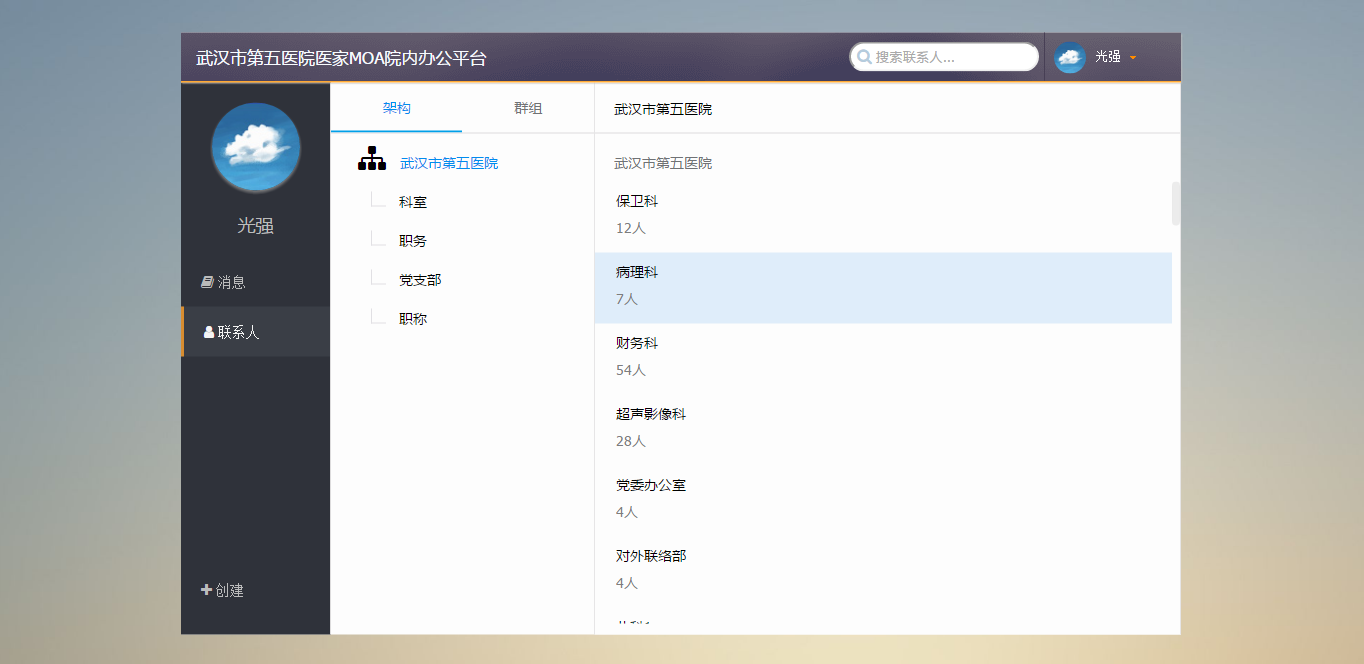 武汉市第五医院医家MOA院内办公平台
搜索联系人...
光强
光强
消息
联系人
创建
架构
群组
武汉市第五医院
科室
职务
党支部
职称
武汉市第五医院
武汉市第五医院
保卫科
12人
病理科
7人
财务科
54人
超声影像科
28人
党委办公室
4人
对外联络部
4人